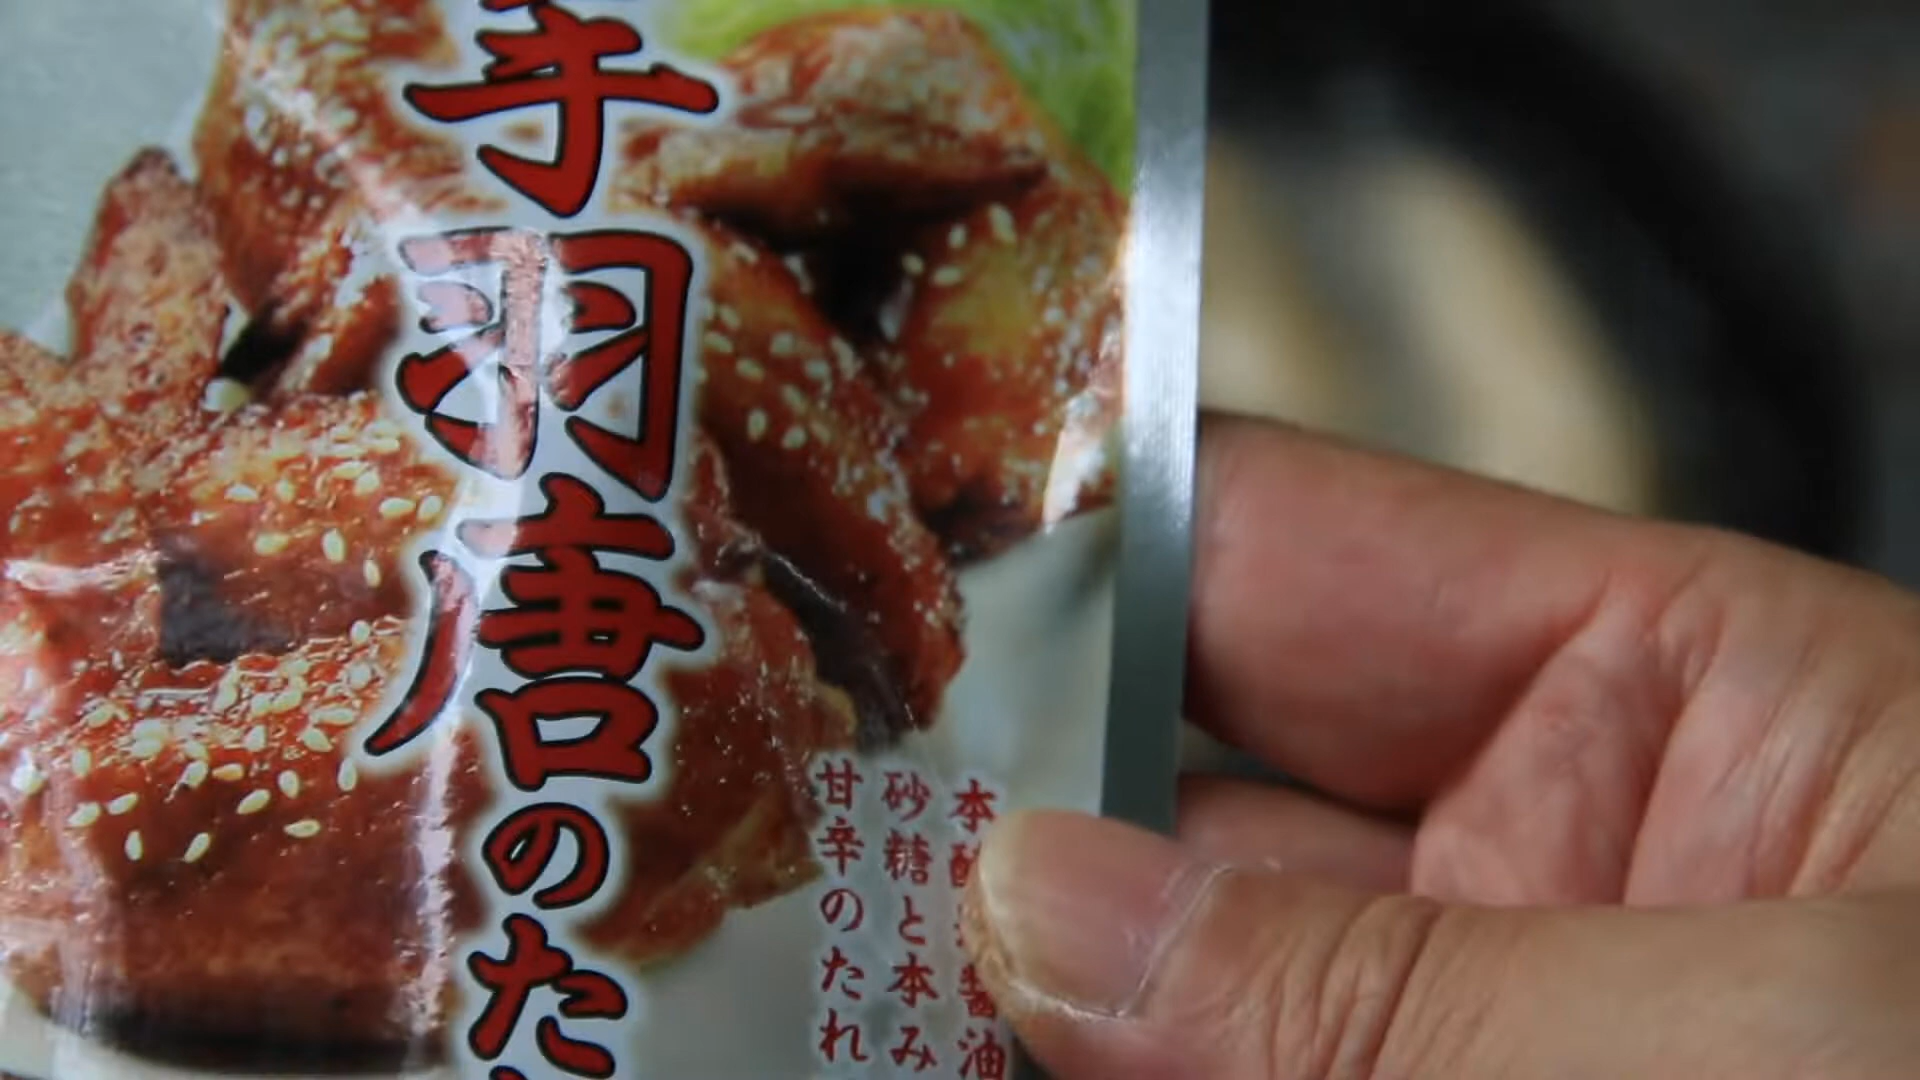 手羽唐のた
本醸
醤油
砂糖と本み
甘辛のたれ